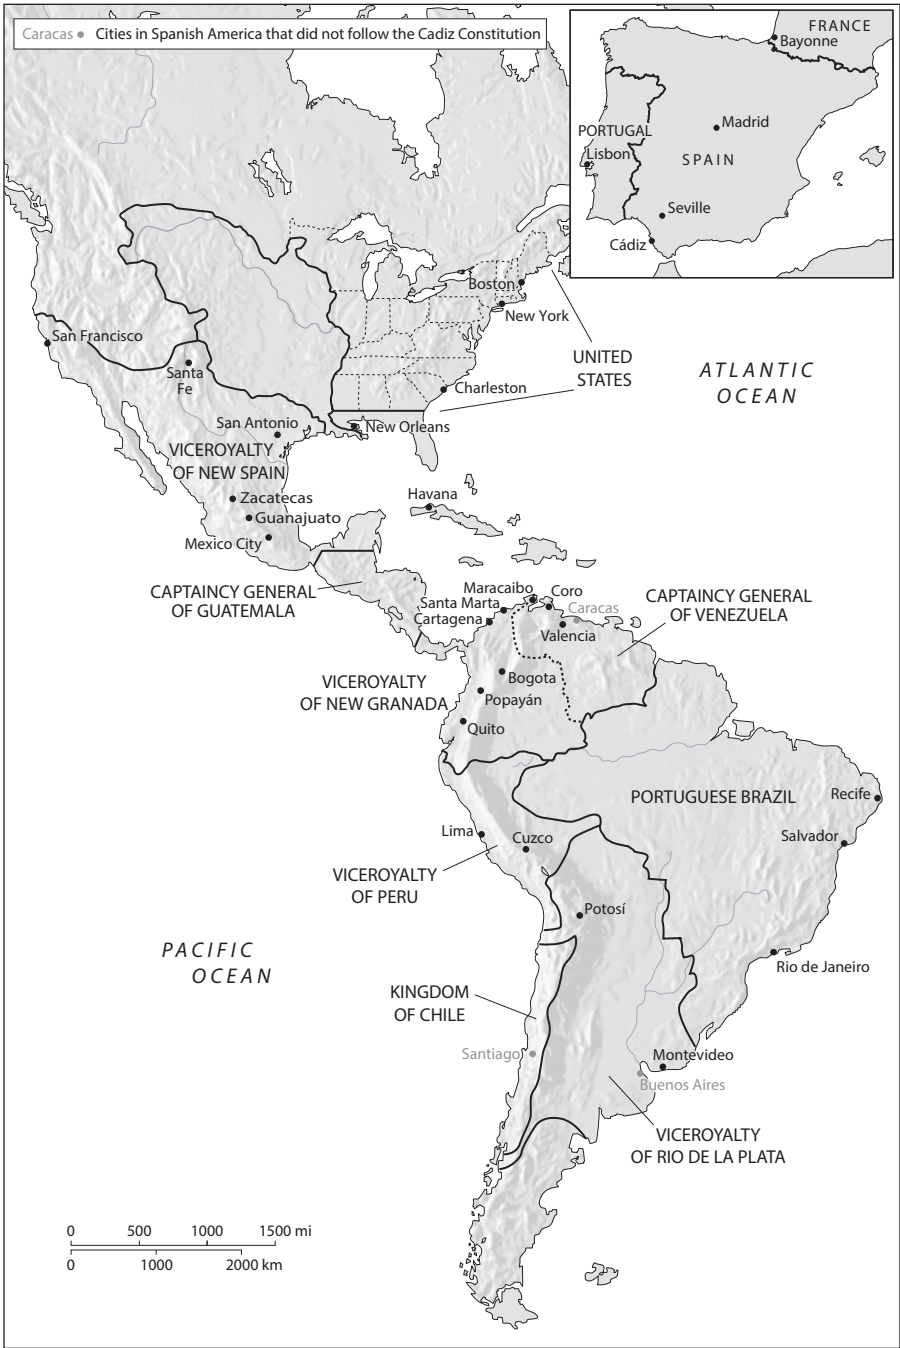 Caracas Cities in Spanish America that did not follow the Cadiz Constitution
FRANCE
Bayonne
Madrid
PORTUGAL
Lisbon
SPAIN
Seville
Cádiz
Boston
New York
San Francisco
UNITED
STATES
Santa
Fe
Charleston
ATLANTIC
OCEAN
San Antonio
New Orleans
VICEROYALTY
OF NEW SPAIN
Zacatecas
Havana
Guanajuato
Mexico City
CAPTAINCY GENERAL
OF GUATEMALA
Maracaibo
Coro
Santa Marta
Caracas
Cartagena
Valencia
CAPTAINCY GENERAL
OF VENEZUELA
VICEROYALTY
OF NEW GRANADA
Bogota
Popayán
Quito
PORTUGUESE BRAZIL
Recife
Lima
Cuzco
Salvador
VICEROYALTY
OF PERU
Potosí
PACIFIC
OCEAN
Rio de Janeiro
KINGDOM
OF CHILE
Santiago
Montevideo
Buenos Aires
VICEROYALTY
OF RIO DE LA PLATA
0 500 1000 1500 mi
0 1000 2000 km